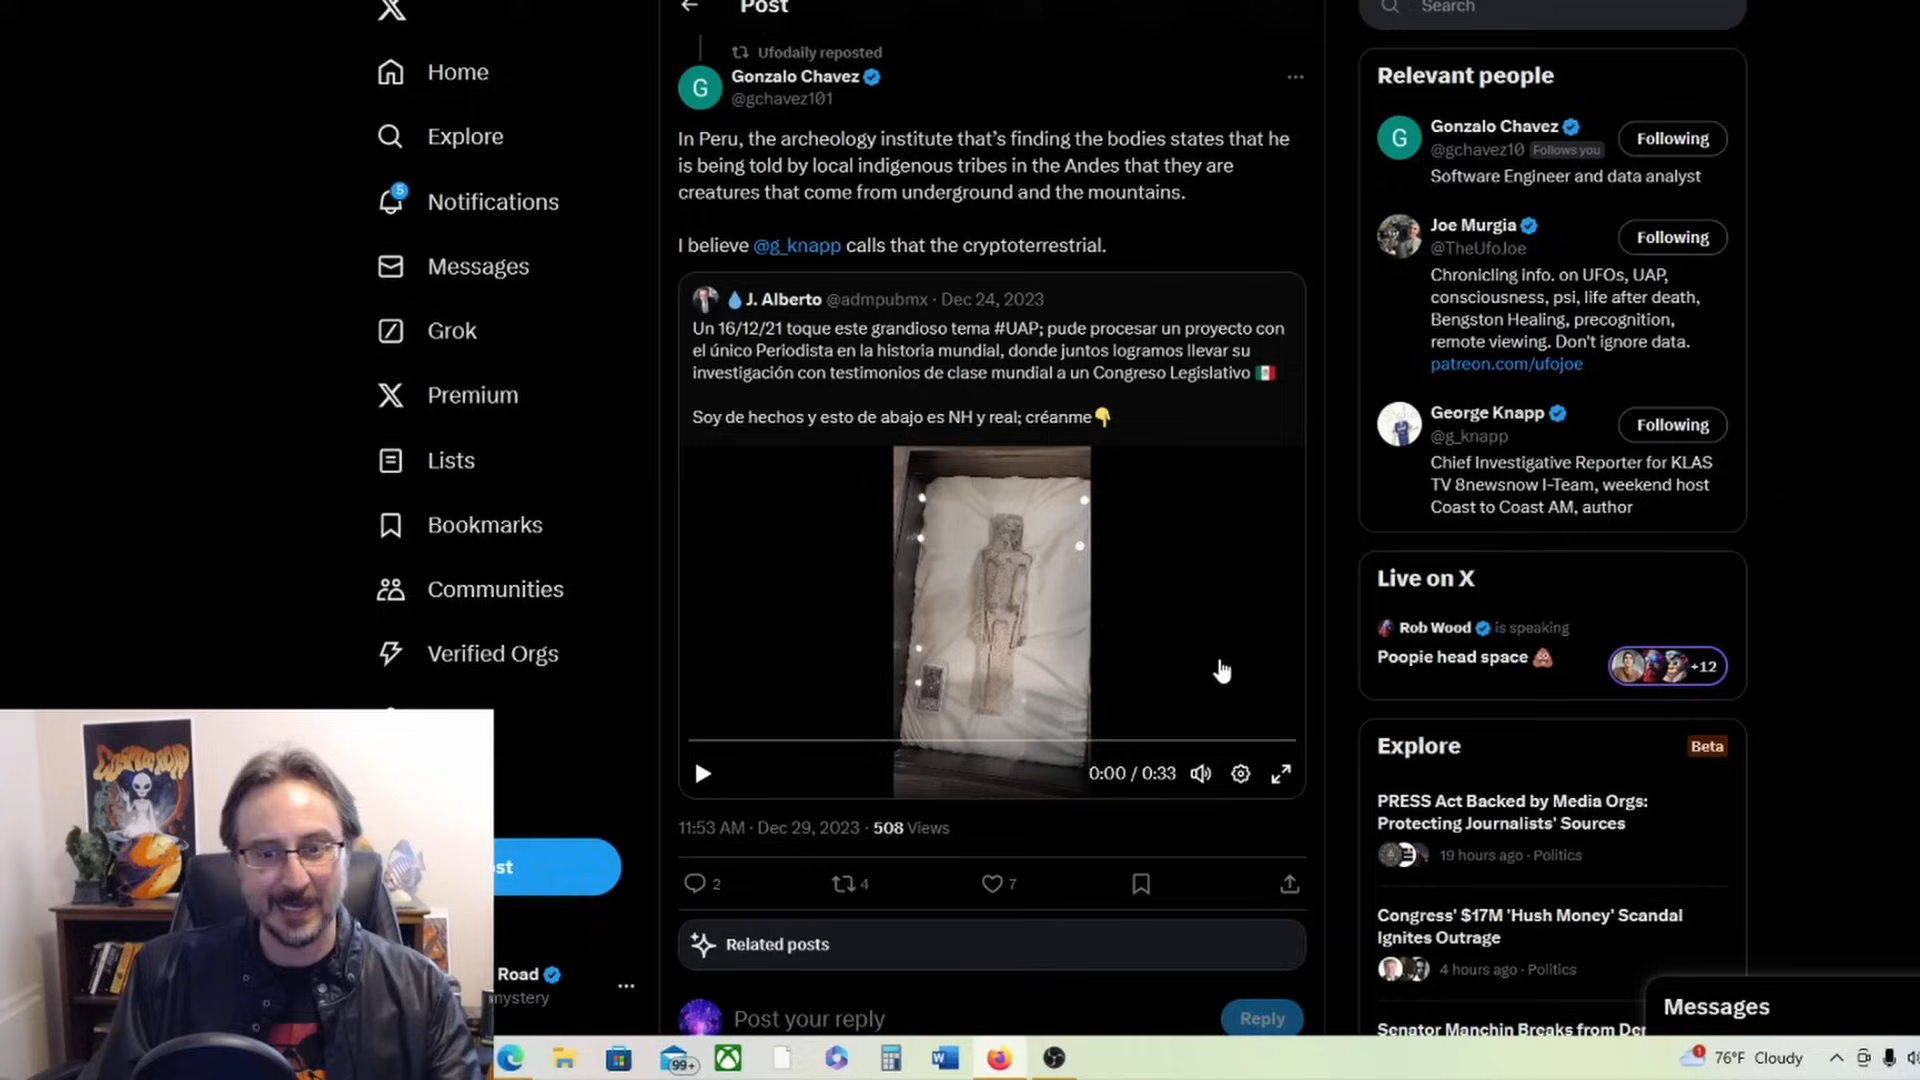 Home
Explore
5
Notifications
Messages
Grok
Premium
Lists
Bookmarks
Communities
Verified Orgs
COSMIC ROAD
st
Road
mystery
Post
Ufodaily reposted
G
Gonzalo Chavez
@gchavez101
In Peru, the archeology institute that's finding the bodies states that he
is being told by local indigenous tribes in the Andes that they are
creatures that come from underground and the mountains.
I believe @g_knapp calls that the cryptoterrestrial.
J. Alberto @admpubmx · Dec 24, 2023
Un 16/12/21 toque este grandioso tema #UAP; pude procesar un proyecto con
el único Periodista en la historia mundial, donde juntos logramos llevar su
investigación con testimonios de clase mundial a un Congreso Legislativo
Soy de hechos y esto de abajo es NH y real; créanme
0:00 / 0:33
11:53 AM · Dec 29, 2023 · 508 Views
2
4
7
Related posts
Post your reply
Reply
Search
Relevant people
G
Gonzalo Chavez
@gchavez10 Follows you
Following
Software Engineer and data analyst
Joe Murgia
@TheUfoJoe
Following
Chronicling info. on UFOs, UAP,
consciousness, psi, life after death,
Bengston Healing, precognition,
remote viewing. Don't ignore data.
patreon.com/ufojoe
George Knapp
@g_knapp
Following
Chief Investigative Reporter for KLAS
TV 8newsnow I-Team, weekend host
Coast to Coast AM, author
Live on X
Rob Wood is speaking
Poopie head space
+12
Explore
Beta
PRESS Act Backed by Media Orgs:
Protecting Journalists' Sources
19 hours ago · Politics
Congress' $17M 'Hush Money' Scandal
Ignites Outrage
4 hours ago · Politics
Senator Manchin Breaks from De
Messages
99+
76°F Cloudy